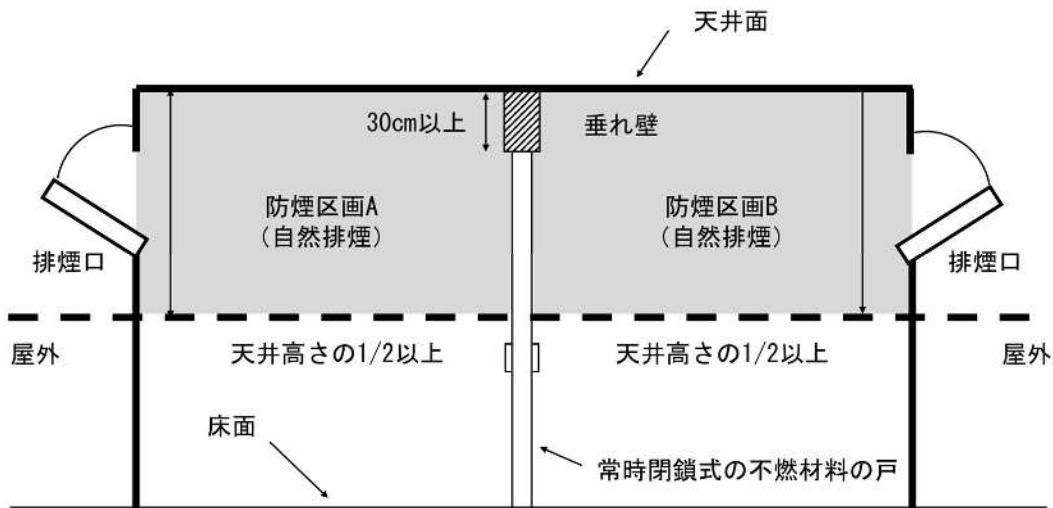 天井面
30cm以上
垂れ壁
防煙区画A
（自然排煙）
防煙区画B
（自然排煙）
排煙口
排煙口
屋外
天井高さの1/2以上
天井高さの1/2以上
屋外
床面
常時閉鎖式の不燃材料の戸